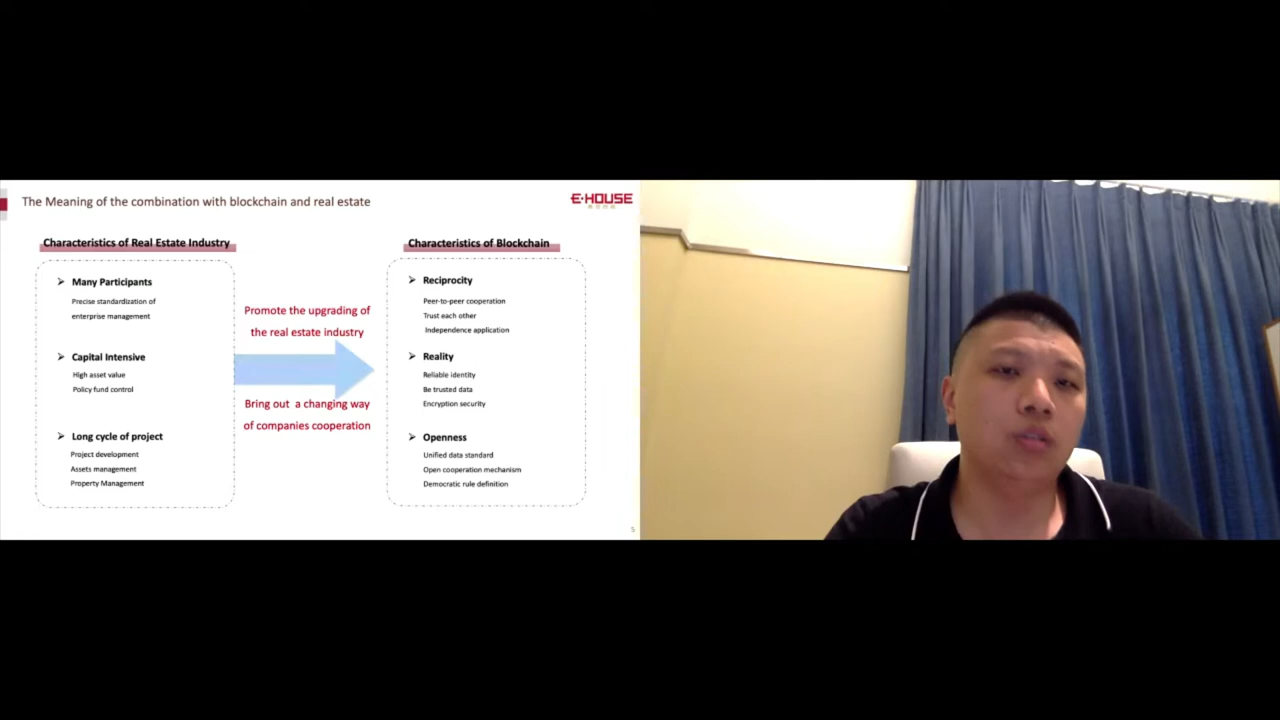 The Meaning of the combination with blockchain and real estate
E·HOUSE
Characteristics of Real Estate Industry
Many Participants
Precise standardization of
enterprise management
Capital Intensive
High asset value
Policy fund control
Long cycle of project
Project development
Assets management
Property Management
Promote the upgrading of
the real estate industry
Bring out a changing way
of companies cooperation
Characteristics of Blockchain
Reciprocity
Peer-to-peer cooperation
Trust each other
Independence application
Reality
Reliable identity
Be trusted data
Encryption security
Openness
Unified data standard
Open cooperation mechanism
Democratic rule definition
5